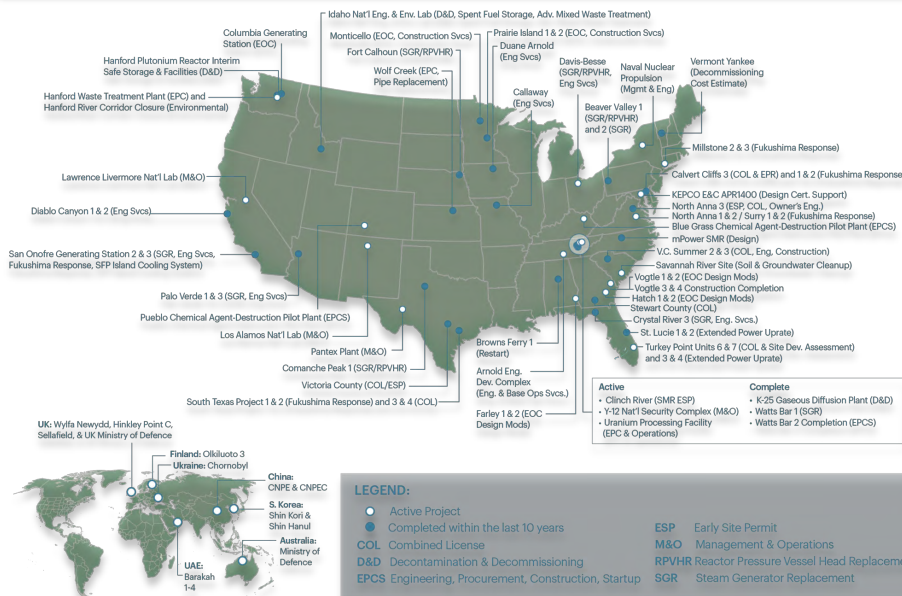 Idaho Nat'l Eng. & Env. Lab (D&D, Spent Fuel Storage, Adv. Mixed Waste Treatment)
Columbia Generating
Station (EOC)
Monticello (EOC, Construction Svcs)
Prairie Island 1 & 2 (EOC, Construction Svcs)
Fort Calhoun (SGR/RPVHR)
Duane Arnold
(Eng Svcs)
Hanford Plutonium Reactor Interim
Safe Storage & Facilities (D&D)
Wolf Creek (EPC,
Pipe Replacement)
Davis-Besse
(SGR/RPVHR,
Eng Svcs)
Naval Nuclear
Propulsion
(Mgmt & Eng)
Vermont Yankee
(Decommissioning
Cost Estimate)
Hanford Waste Treatment Plant (EPC) and
Hanford River Corridor Closure (Environmental)
Callaway
(Eng Svcs)
Beaver Valley 1
(SGR/RPVHR)
and 2 (SGR)
Millstone 2 & 3 (Fukushima Response)
Lawrence Livermore Nat'l Lab (M&O)
Calvert Cliffs 3 (COL & EPR) and 1 & 2 (Fukushima Response
KEPCO E&C APR1400 (Design Cert. Support)
Diablo Canyon 1 & 2 (Eng Svcs)
North Anna 3 (ESP, COL, Owner's Eng.)
North Anna 1 & 2 / Surry 1 & 2 (Fukushima Response)
Blue Grass Chemical Agent-Destruction Pilot Plant (EPCS)
mPower SMR (Design)
San Onofre Generating Station 2 & 3 (SGR, Eng Svcs,
Fukushima Response, SFP Island Cooling System)
V.C. Summer 2 & 3 (COL, Eng, Construction)
Savannah River Site (Soil & Groundwater Cleanup)
Vogtle 1 & 2 (EOC Design Mods)
Vogtle 3 & 4 Construction Completion
Palo Verde 1 & 3 (SGR, Eng Svcs)
Hatch 1 & 2 (EOC Design Mods)
Stewart County (COL)
Pueblo Chemical Agent-Destruction Pilot Plant (EPCS)
Crystal River 3 (SGR, Eng. Svcs.)
Los Alamos Nat'l Lab (M&O)
St. Lucie 1 & 2 (Extended Power Uprate)
Pantex Plant (M&O)
Browns Ferry 1
(Restart)
Turkey Point Units 6 & 7 (COL & Site Dev. Assessment)
and 3 & 4 (Extended Power Uprate)
Comanche Peak 1 (SGR/RPVHR)
Arnold Eng.
Dev. Complex
(Eng. & Base Ops Svcs.)
Victoria County (COL/ESP)
South Texas Project 1 & 2 (Fukushima Response) and 3 & 4 (COL)
Farley 1 & 2 (EOC
Design Mods)
Active
• Clinch River (SMR ESP)
• Y-12 Nat'l Security Complex (M&O)
• Uranium Processing Facility
(EPC & Operations)
Complete
• K-25 Gaseous Diffusion Plant (D&D)
• Watts Bar 1 (SGR)
• Watts Bar 2 Completion (EPCS)
UK: Wylfa Newydd, Hinkley Point C,
Sellafield, & UK Ministry of Defence
Finland: Olkiluoto 3
Ukraine: Chornobyl
China:
CNPE & CNPEC
S. Korea:
Shin Kori &
Shin Hanul
Australia:
Ministry of
Defence
UAE:
Barakah
1-4
LEGEND:
Active Project
Completed within the last 10 years
COL Combined License
D&D Decontamination & Decommissioning
EPCS Engineering, Procurement, Construction, Startup
ESP Early Site Permit
M&O Management & Operations
RPVHR Reactor Pressure Vessel Head Replaceme
SGR Steam Generator Replacement